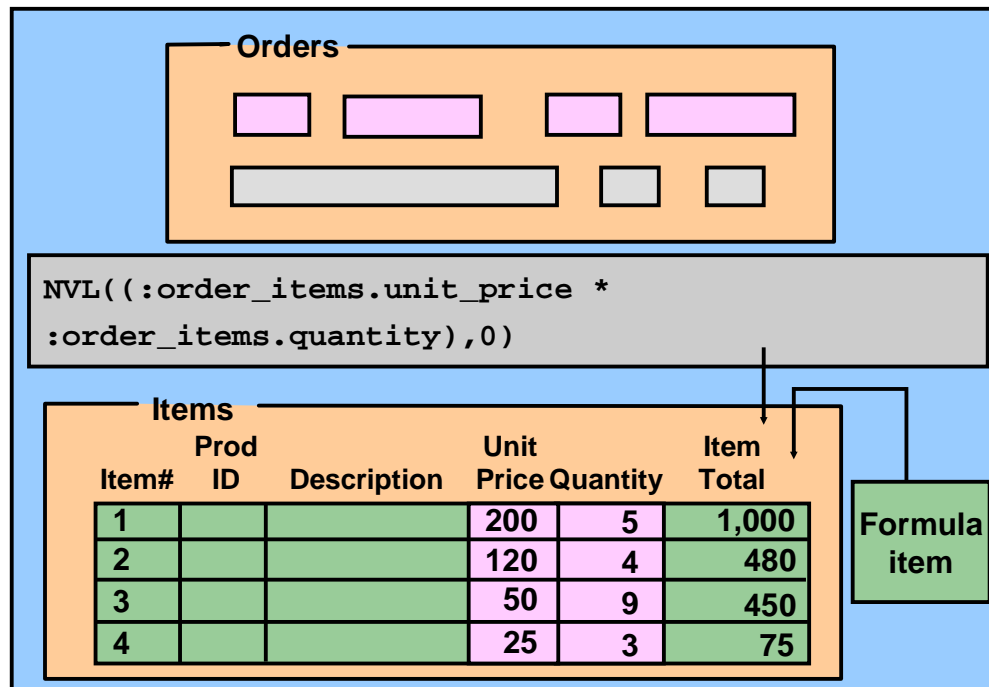 Orders
NVL((:order_items.unit_price *
:order_items.quantity),0)
Items
Prod Unit Item
Item# ID Description Price Quantity Total
1 200 5 1,000
2 120 4 480
3 50 9 450
4 25 3 75
Formula
item